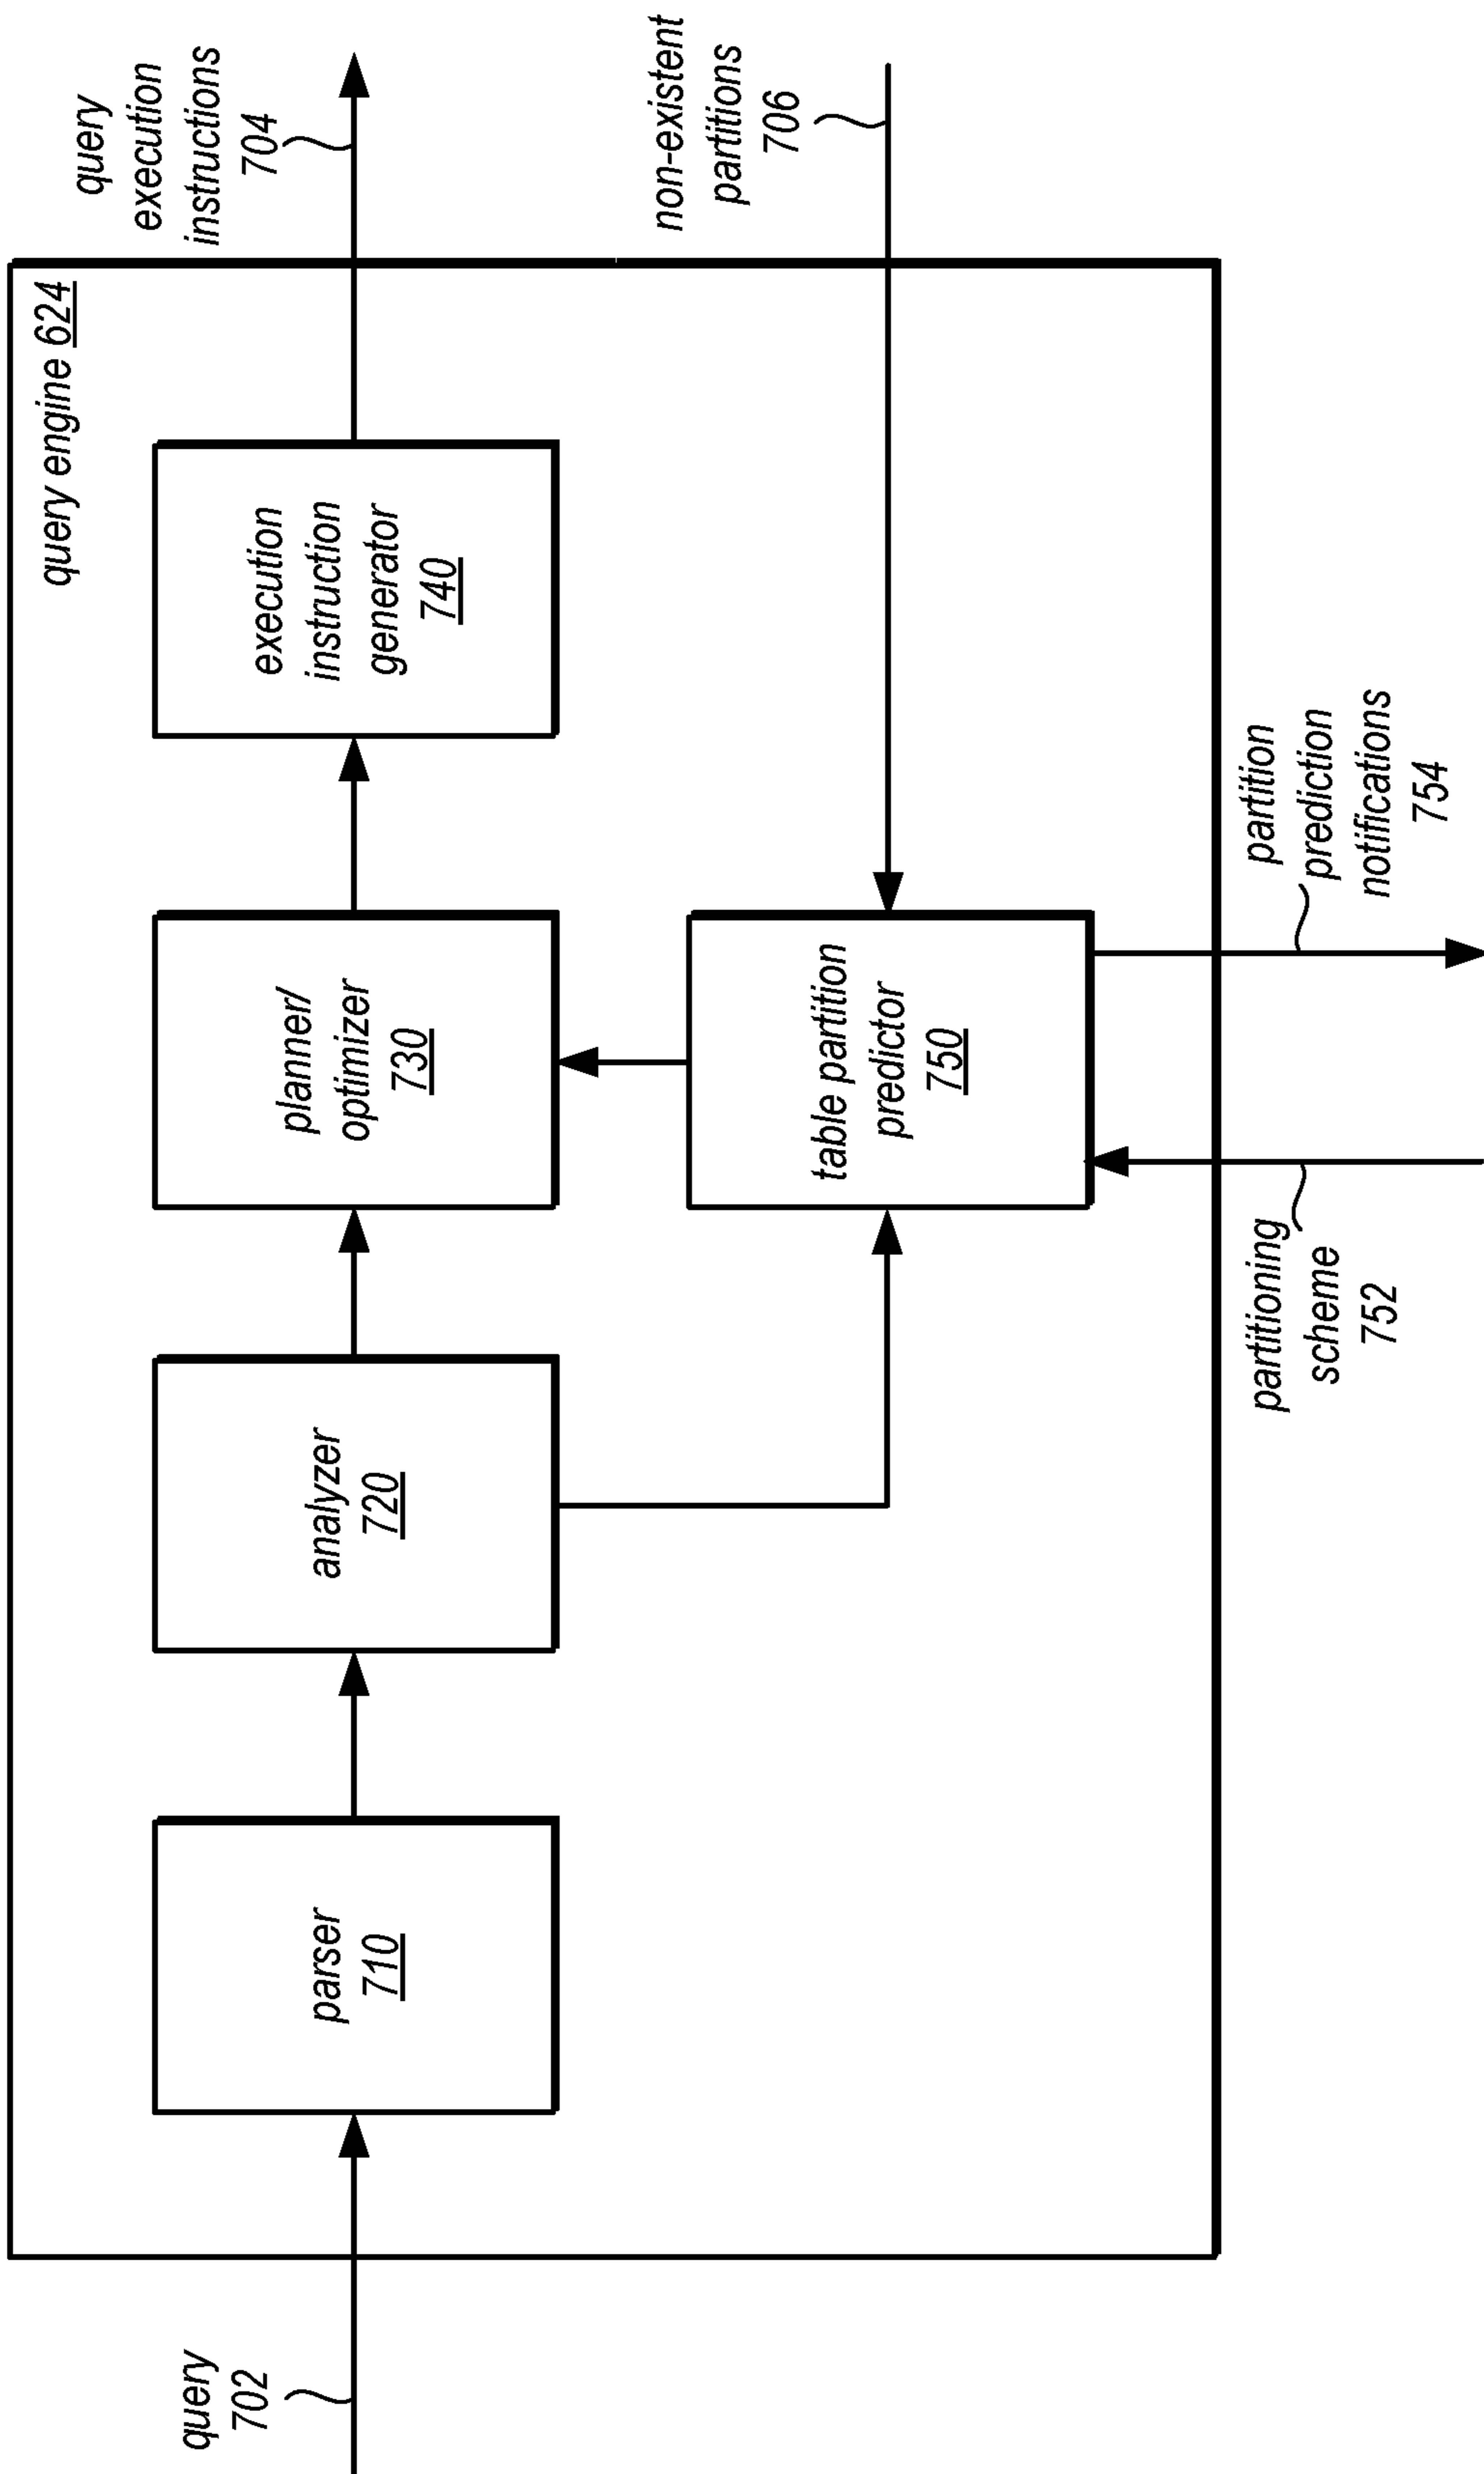 query engine 624
query
702
parser
710
analyzer
720
planner/
optimizer
730
execution
instruction
generator
740
query
execution
instructions
704
table partition
predictor
750
non-existent
partitions
706
partitioning
scheme
752
partition
prediction
notifications
754